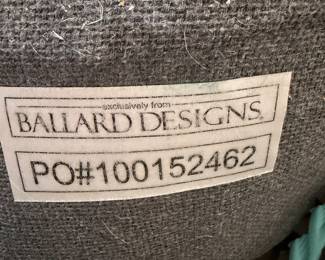 exclusively from
BALLARD DESIGNS®
PO#100152462